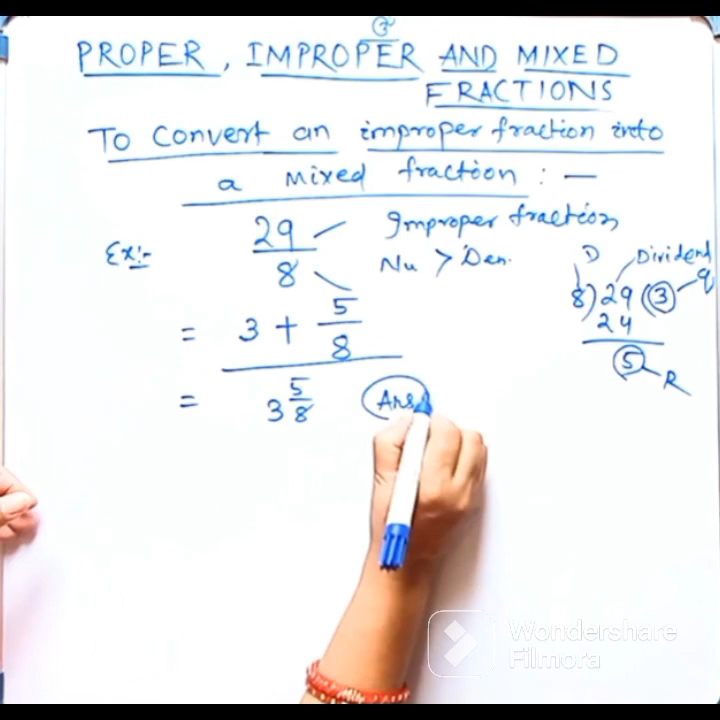 2
PROPER, IMPROPER AND MIXED
FRACTIONS
To Convert an improper fraction into
a mixed fraction : —
Ex:- 29/8 Improper fraction
Nu > Den.
= 3 + 5/8
= 3 5/8 Ans
D Dividend
8) 29 (3 q
24
5 R
Wondershare
Filmora